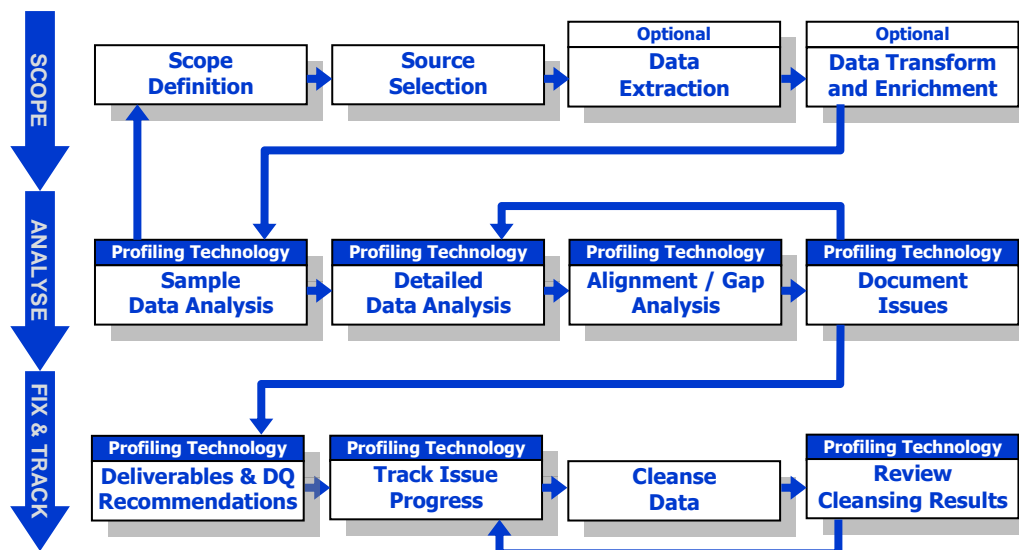 SCOPE
Scope
Definition
Source
Selection
Optional
Data
Extraction
Optional
Data Transform
and Enrichment
ANALYSE
Profiling Technology
Sample
Data Analysis
Profiling Technology
Detailed
Data Analysis
Profiling Technology
Alignment / Gap
Analysis
Profiling Technology
Document
Issues
FIX & TRACK
Profiling Technology
Deliverables & DQ
Recommendations
Profiling Technology
Track Issue
Progress
Cleanse
Data
Profiling Technology
Review
Cleansing Results